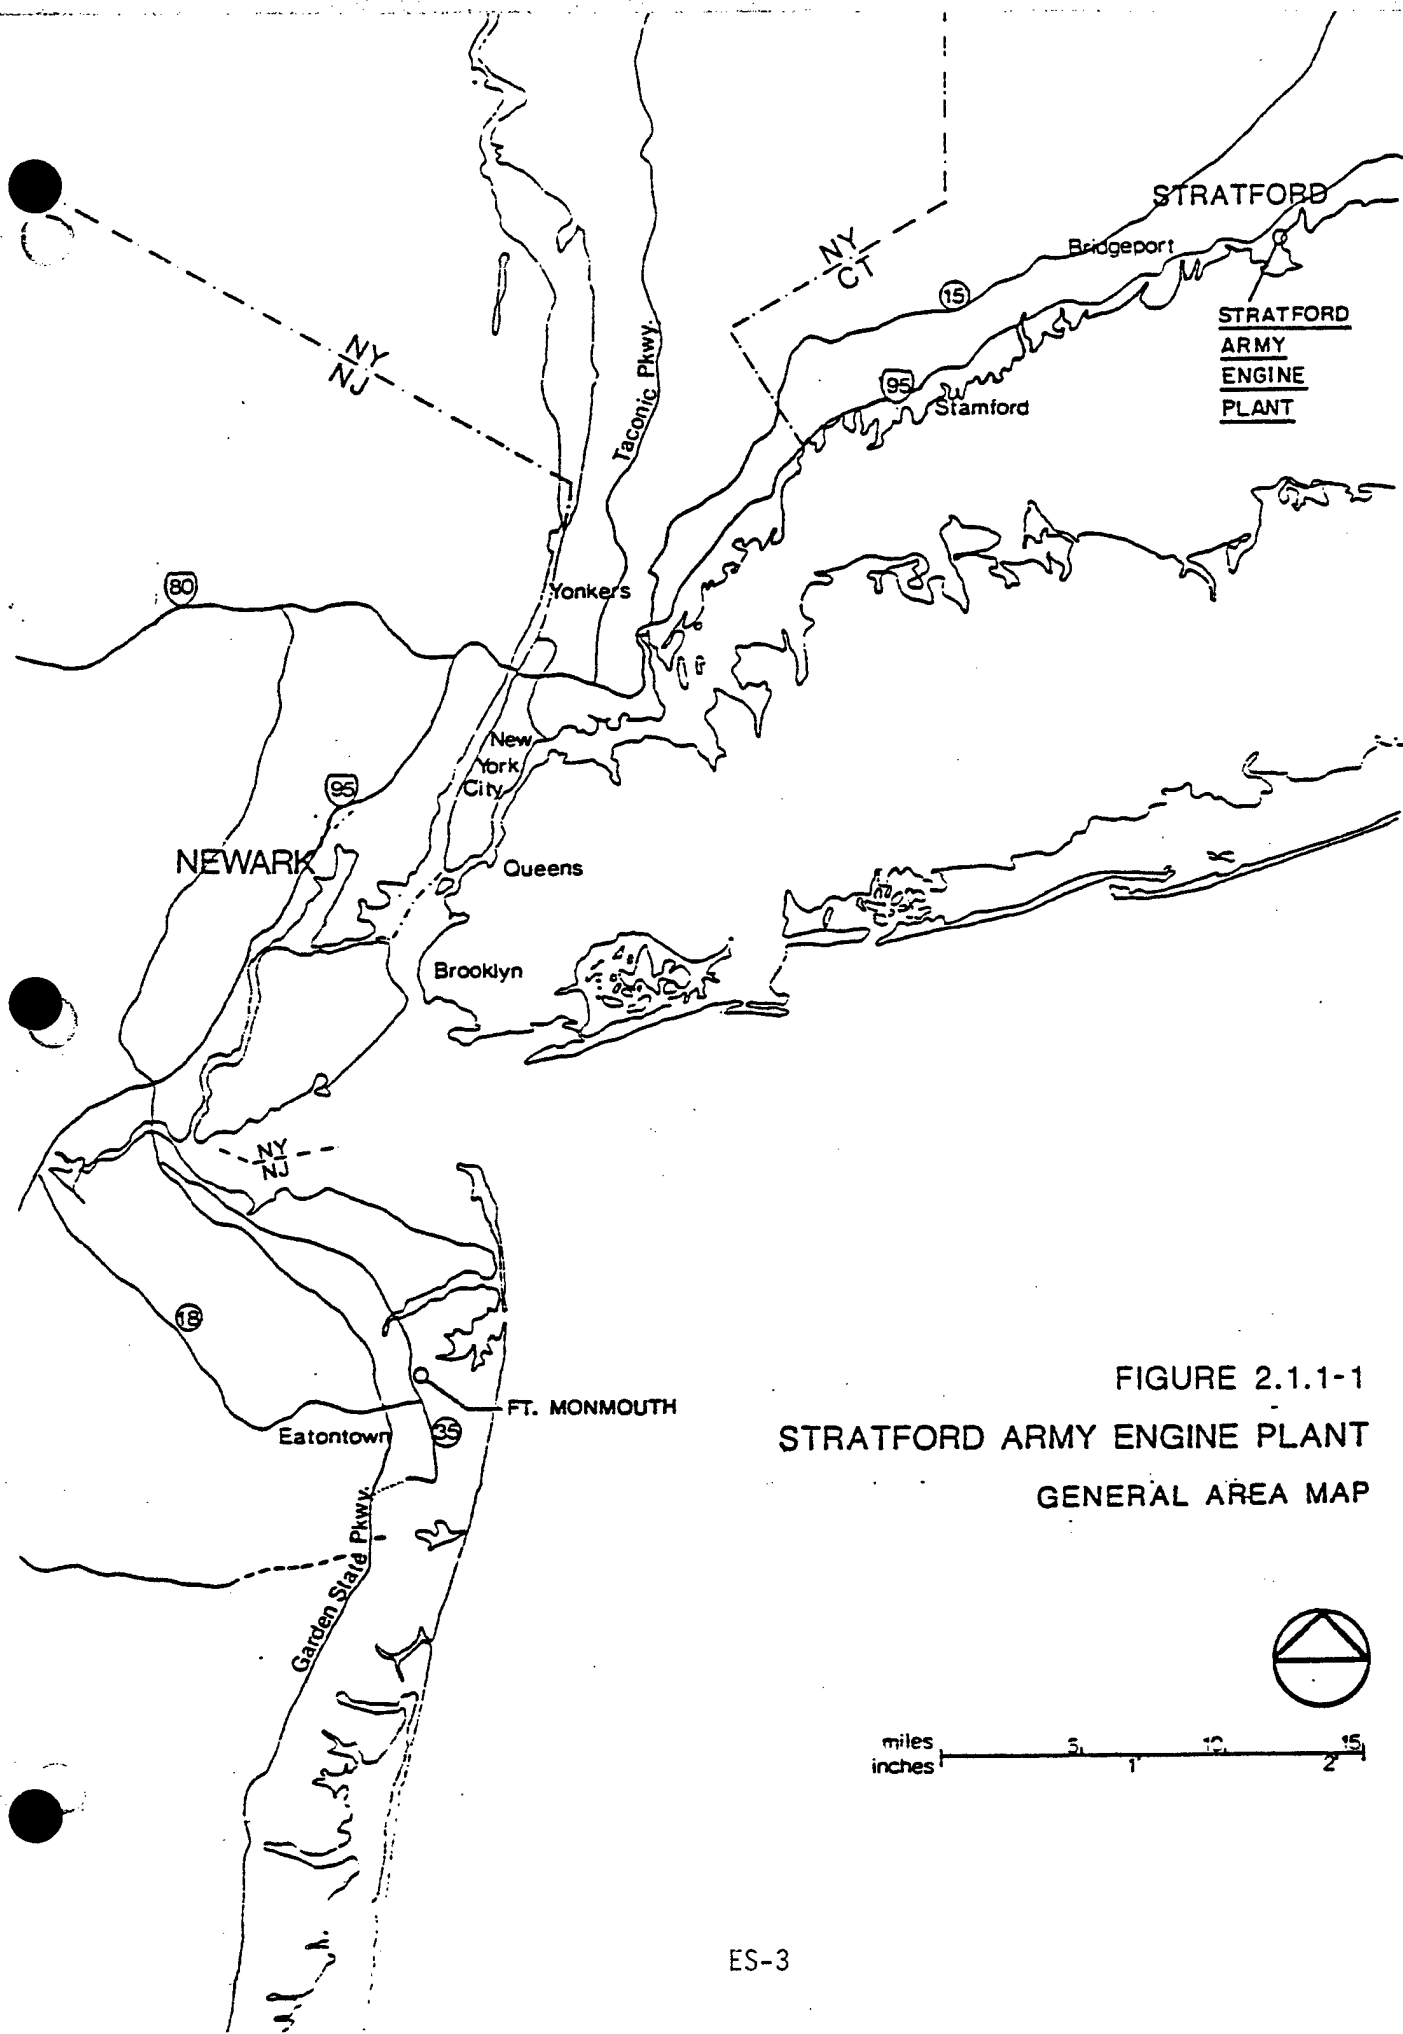 STRATFORD
Bridgeport
NY
CT
15
STRATFORD
ARMY
ENGINE
PLANT
NY
NJ
Taconic Pkwy.
95
Stamford
80
Yonkers
New
York
City
95
NEWARK
Queens
Brooklyn
NY
NJ
18
FT. MONMOUTH
Eatontown
35
Garden State Pkwy.
FIGURE 2.1.1-1
STRATFORD ARMY ENGINE PLANT
GENERAL AREA MAP
miles 5 10 15
inches 1 2
ES-3